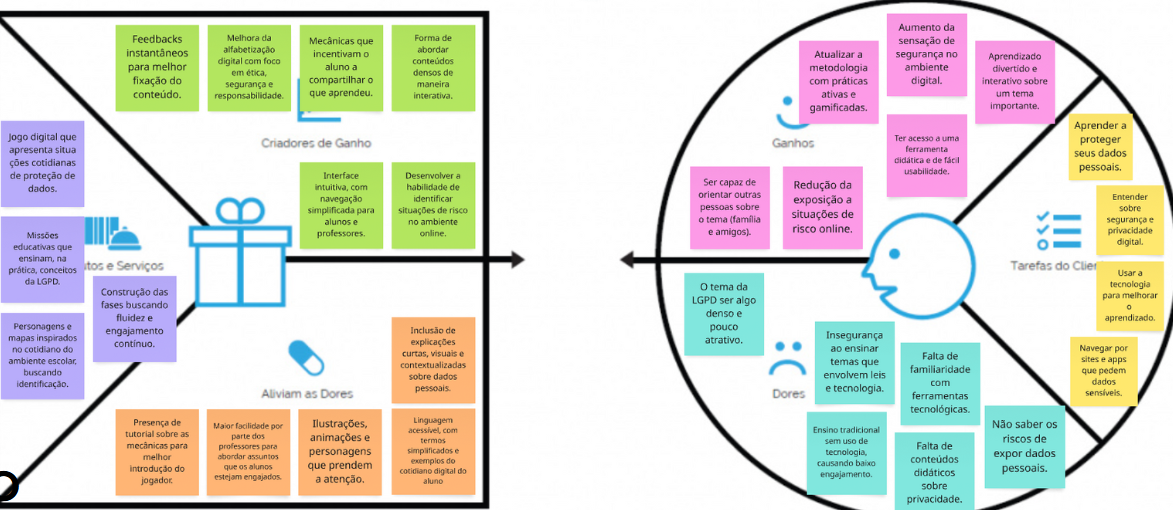 Feedbacks
instantâneos
para melhor
fixação do
conteúdo.
Melhora da
alfabetização
digital com foco
em ética,
segurança e
responsabilidade.
Mecânicas que
incentivam o
aluno a
compartilhar o
que aprendeu.
Forma de
abordar
conteúdos
densos de
maneira
interativa.
Criadores de Ganho
Interface
intuitiva, com
navegação
simplificada para
alunos e
professores.
Desenvolver a
habilidade de
identificar
situações de risco
no ambiente
online.
Jogo digital que
apresenta situa
ções cotidianas
de proteção de
dados.
Missões
educativas que
ensinam, na
prática, conceitos
da LGPD.
utos e Serviços
Construção das
fases buscando
fluidez e
engajamento
contínuo.
Personagens e
mapas inspirados
no cotidiano do
ambiente escolar,
buscando
identificação.
Aliviam as Dores
Inclusão de
explicações
curtas, visuais e
contextualizadas
sobre dados
pessoais.
Presença de
tutorial sobre as
mecânicas para
melhor
introdução do
jogador.
Maior facilidade por
parte dos
professores para
abordar assuntos
que os alunos
estejam engajados.
Ilustrações,
animações e
personagens
que prendem
a atenção.
Linguagem
acessível, com
termos
simplificados e
exemplos do
cotidiano digital do
aluno
Atualizar a
metodologia
com práticas
ativas e
gamificadas.
Aumento da
sensação de
segurança no
ambiente
digital.
Aprendizado
divertido e
interativo sobre
um tema
importante.
Ganhos
Ter acesso a uma
ferramenta
didática e de fácil
usabilidade.
Ser capaz de
orientar outras
pessoas sobre
o tema (família
e amigos).
Redução da
exposição a
situações de
risco online.
Aprender a
proteger
seus dados
pessoais.
Entender
sobre
segurança e
privacidade
digital.
Tarefas do Clie
Usar a
tecnologia
para melhorar
o
aprendizado.
Navegar por
sites e apps
que pedem
dados
sensíveis.
O tema da
LGPD ser algo
denso e
pouco
atrativo.
Dores
Insegurança
ao ensinar
temas que
envolvem leis
e tecnologia.
Falta de
familiaridade
com
ferramentas
tecnológicas.
Ensino tradicional
sem uso de
tecnologia,
causando baixo
engajamento.
Falta de
conteúdos
didáticos
sobre
privacidade.
Não saber os
riscos de
expor dados
pessoais.